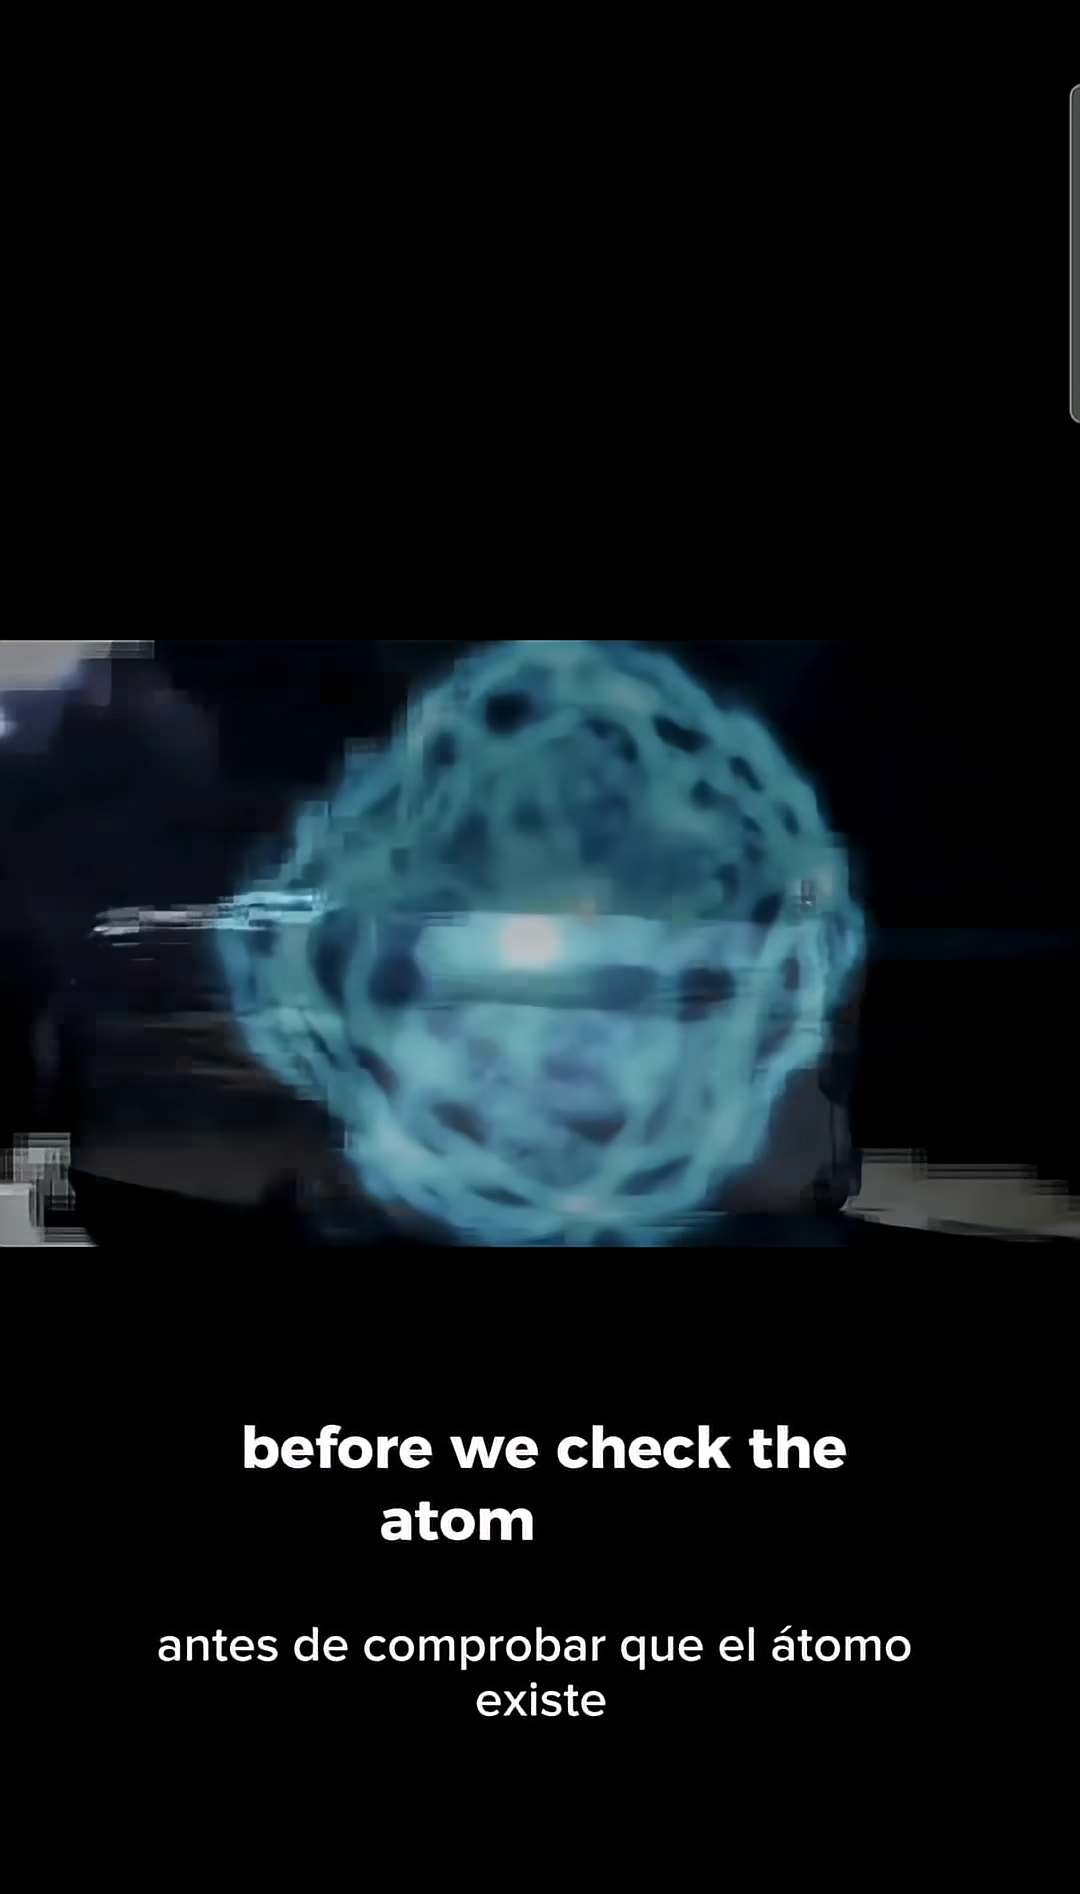 before we check the
atom
antes de comprobar que el átomo
existe